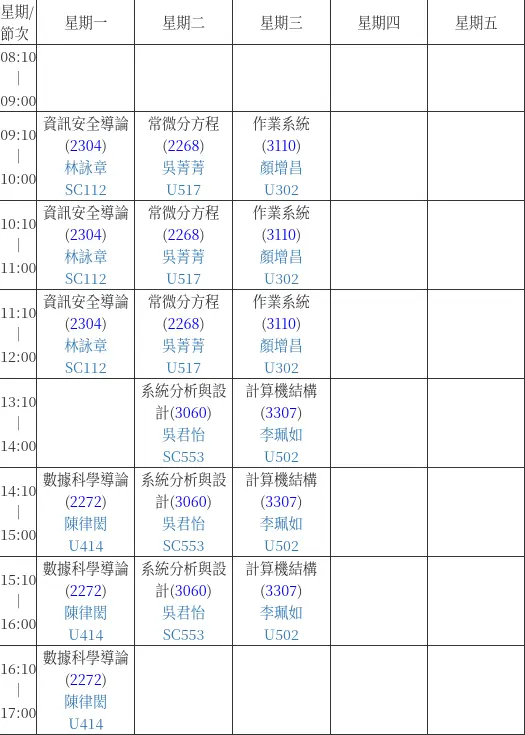 星期/
節次
星期一
星期二
星期三
星期四
星期五
08:10
|
09:00
09:10
|
10:00
資訊安全導論
(2304)
林詠章
SC112
常微分方程
(2268)
吳菁菁
U517
作業系統
(3110)
顏增昌
U302
10:10
|
11:00
資訊安全導論
(2304)
林詠章
SC112
常微分方程
(2268)
吳菁菁
U517
作業系統
(3110)
顏增昌
U302
11:10
|
12:00
資訊安全導論
(2304)
林詠章
SC112
常微分方程
(2268)
吳菁菁
U517
作業系統
(3110)
顏增昌
U302
13:10
|
14:00
系統分析與設
計(3060)
吳君怡
SC553
計算機結構
(3307)
李珮如
U502
14:10
|
15:00
數據科學導論
(2272)
陳律閎
U414
系統分析與設
計(3060)
吳君怡
SC553
計算機結構
(3307)
李珮如
U502
15:10
|
16:00
數據科學導論
(2272)
陳律閎
U414
系統分析與設
計(3060)
吳君怡
SC553
計算機結構
(3307)
李珮如
U502
16:10
|
17:00
數據科學導論
(2272)
陳律閎
U414